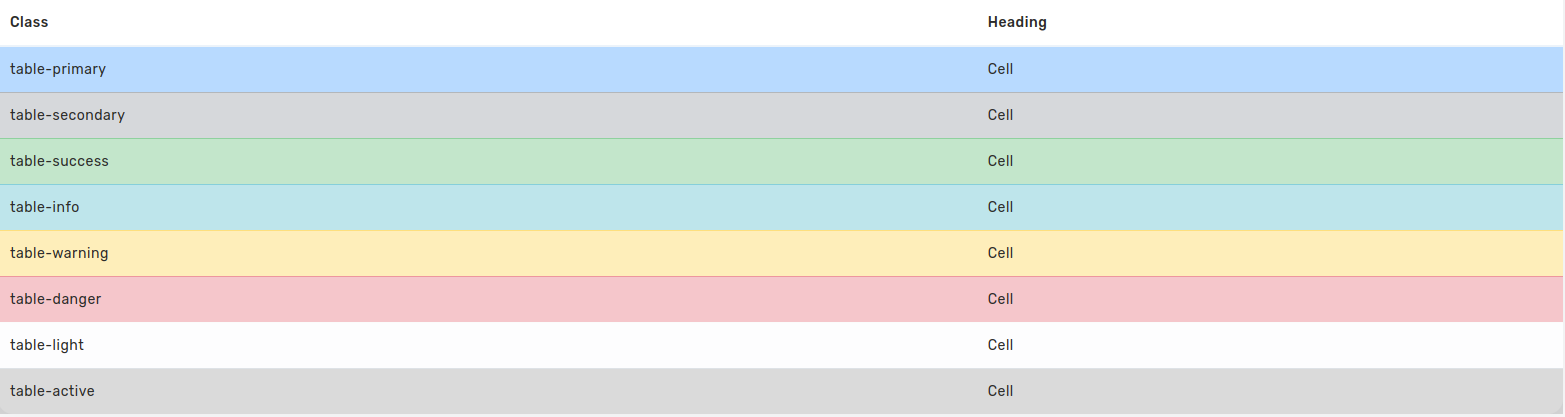 Class Heading
table-primary Cell
table-secondary Cell
table-success Cell
table-info Cell
table-warning Cell
table-danger Cell
table-light Cell
table-active Cell